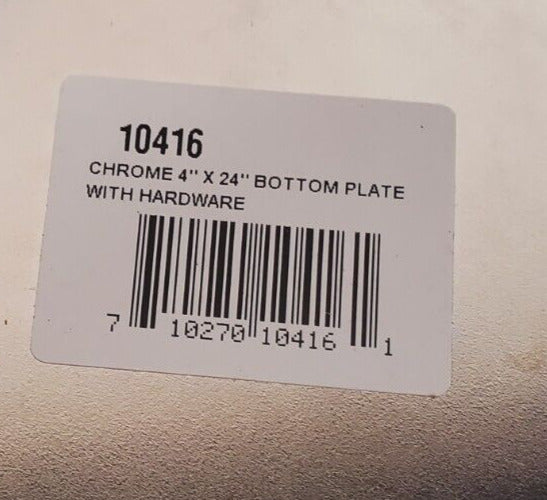 10416
CHROME 4" X 24" BOTTOM PLATE
WITH HARDWARE
7 10270 10416 1